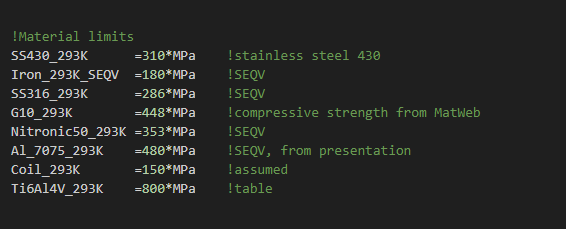 !Material limits
SS430_293K      =310*MPa    !stainless steel 430
Iron_293K_SEQV  =180*MPa    !SEQV
SS316_293K      =286*MPa    !SEQV
G10_293K        =448*MPa    !compressive strength from MatWeb
Nitronic50_293K =353*MPa    !SEQV
Al_7075_293K    =480*MPa    !SEQV, from presentation
Coil_293K       =150*MPa    !assumed
Ti6Al4V_293K    =800*MPa    !table